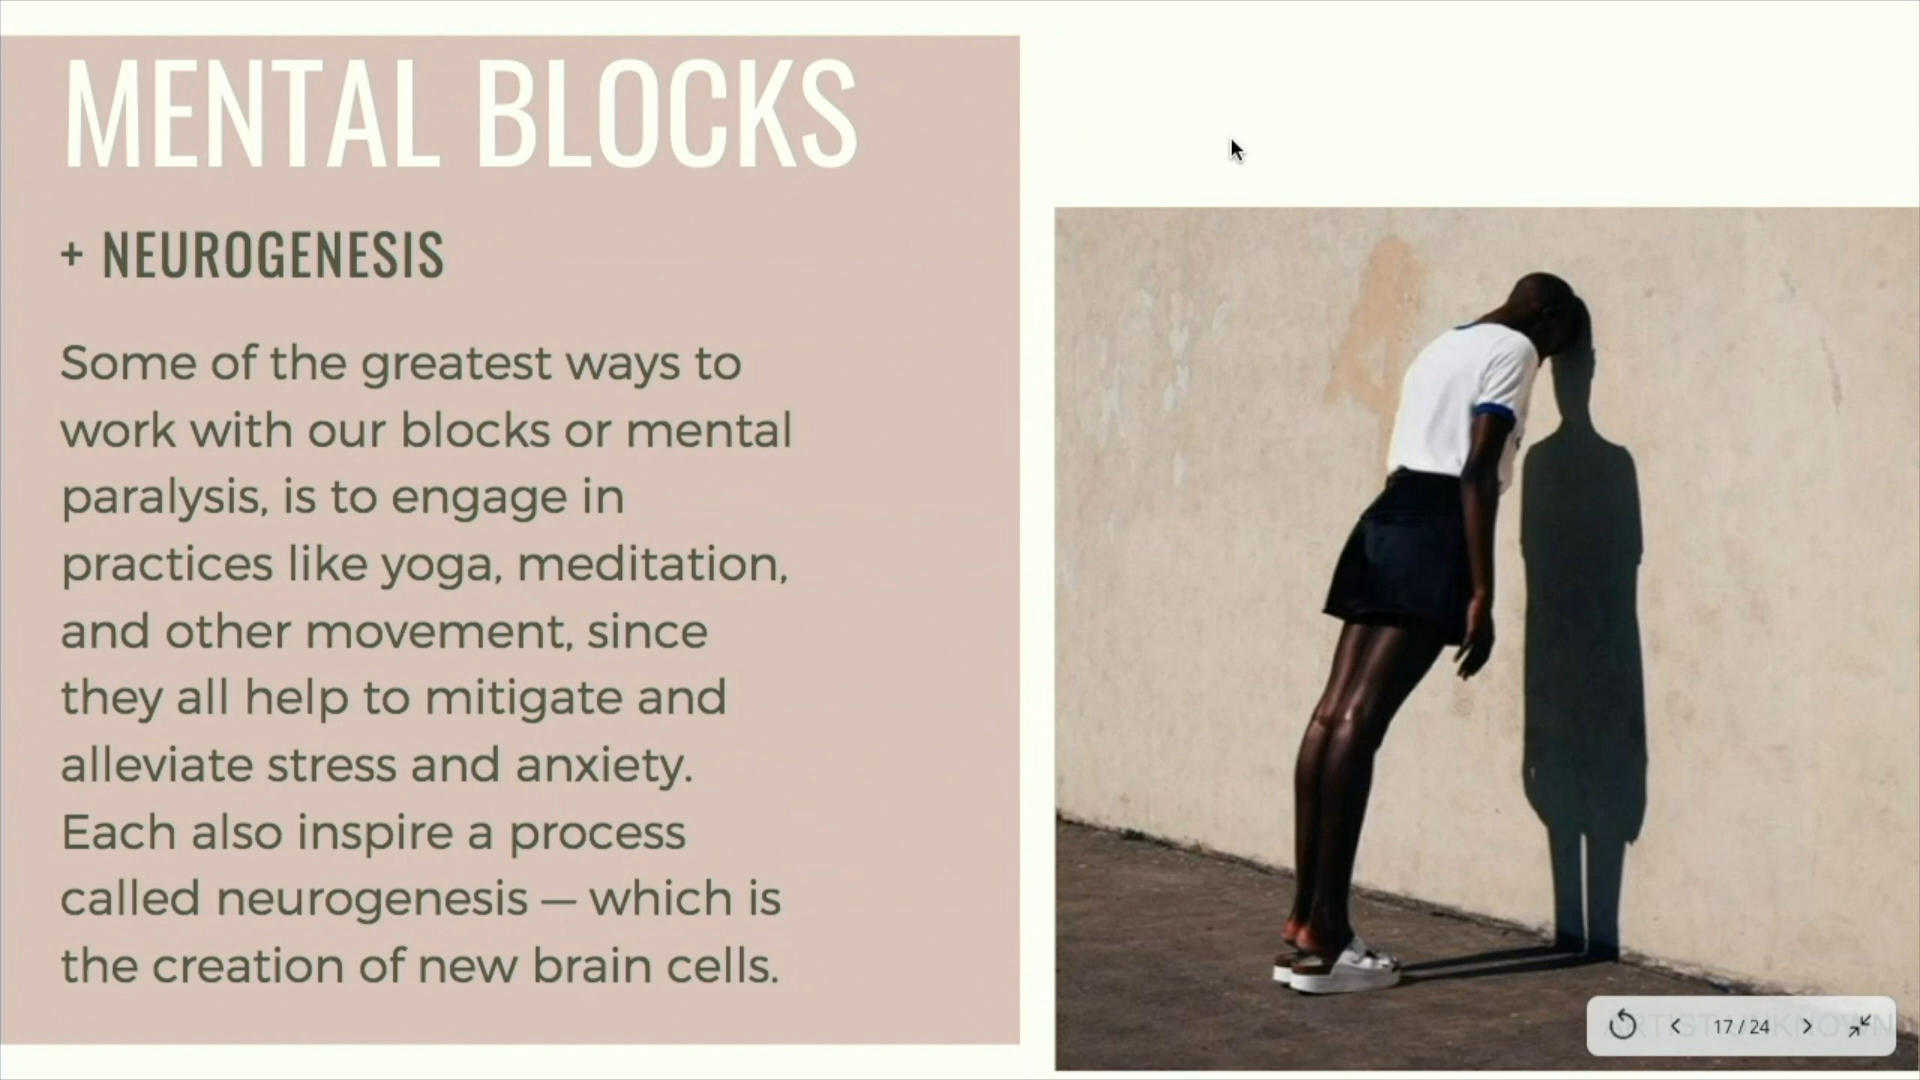 MENTAL BLOCKS
+ NEUROGENESIS
Some of the greatest ways to
work with our blocks or mental
paralysis, is to engage in
practices like yoga, meditation,
and other movement, since
they all help to mitigate and
alleviate stress and anxiety.
Each also inspire a process
called neurogenesis — which is
the creation of new brain cells.
ARTIST UNKNOWN
17 / 24